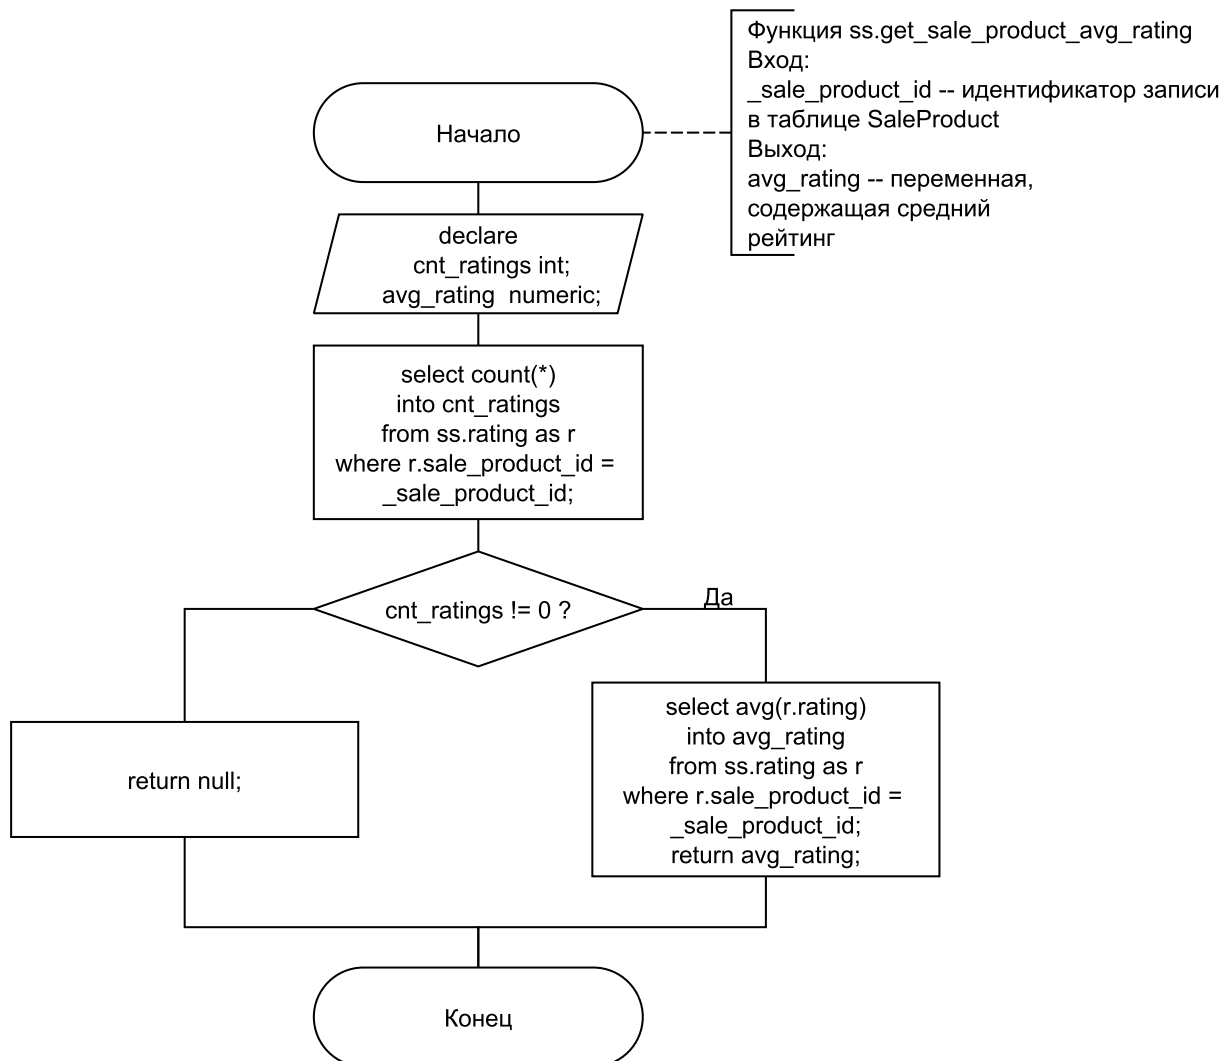 Функция ss.get_sale_product_avg_rating
Вход:
_sale_product_id -- идентификатор записи
в таблице SaleProduct
Выход:
avg_rating -- переменная,
содержащая средний
рейтинг
Начало
declare
cnt_ratings int;
avg_rating  numeric;
select count(*)
into cnt_ratings
from ss.rating as r
where r.sale_product_id =
_sale_product_id;
cnt_ratings != 0 ?
Да
return null;
select avg(r.rating)
into avg_rating
from ss.rating as r
where r.sale_product_id =
_sale_product_id;
return avg_rating;
Конец